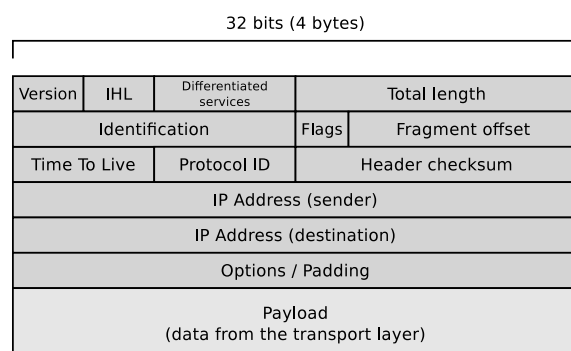 32 bits (4 bytes)
Version IHL Differentiated services Total length
Identification Flags Fragment offset
Time To Live Protocol ID Header checksum
IP Address (sender)
IP Address (destination)
Options / Padding
Payload
(data from the transport layer)